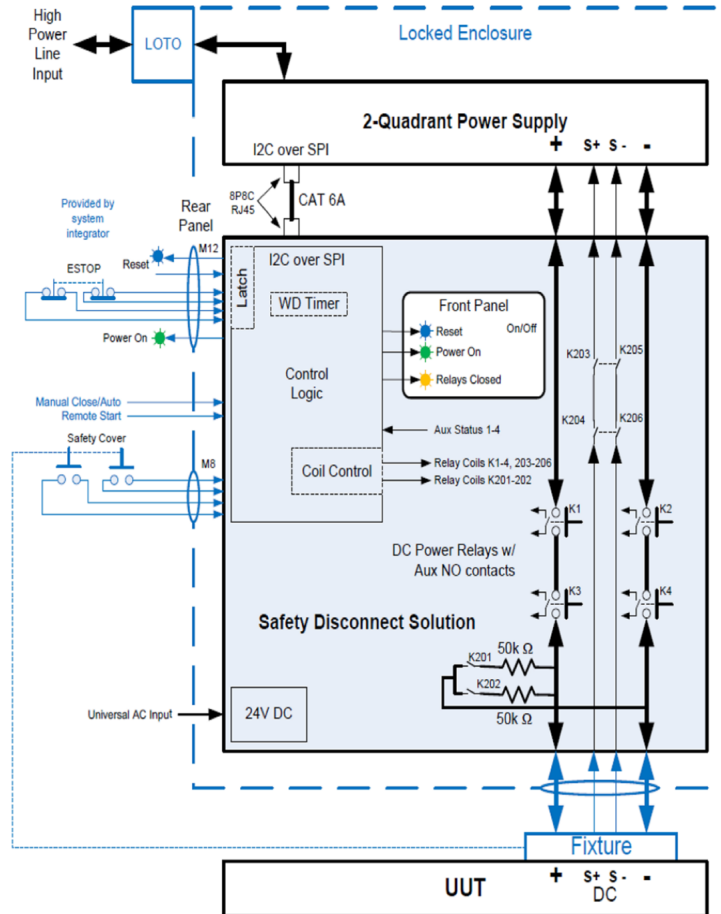 High
Power
Line
Input
LOTO
Locked Enclosure
2-Quadrant Power Supply
+ S+ S - -
I2C over SPI
8P8C
RJ45
CAT 6A
Provided by
system
integrator
Rear
Panel
M12
Reset
ESTOP
Power On
Latch
I2C over SPI
WD Timer
Control
Logic
Front Panel
Reset
On/Off
Power On
Relays Closed
K203
K205
K204
K206
Manual Close/Auto
Remote Start
Aux Status 1-4
Safety Cover
M8
Coil Control
Relay Coils K1-4, 203-206
Relay Coils K201-202
K1
K2
DC Power Relays w/
Aux NO contacts
K3
K4
Safety Disconnect Solution
K201
50k Ω
K202
50k Ω
Universal AC Input
24V DC
Fixture
+ S+ S - -
DC
UUT